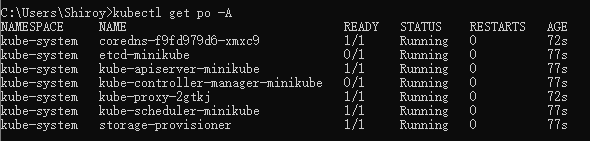 C:\Users\Shiroy>kubectl get po -A
NAMESPACE NAME READY STATUS RESTARTS AGE
kube-system coredns-f9fd979d6-xmxc9 1/1 Running 0 72s
kube-system etcd-minikube 0/1 Running 0 77s
kube-system kube-apiserver-minikube 1/1 Running 0 77s
kube-system kube-controller-manager-minikube 0/1 Running 0 77s
kube-system kube-proxy-2gtkj 1/1 Running 0 72s
kube-system kube-scheduler-minikube 1/1 Running 0 77s
kube-system storage-provisioner 1/1 Running 0 77s